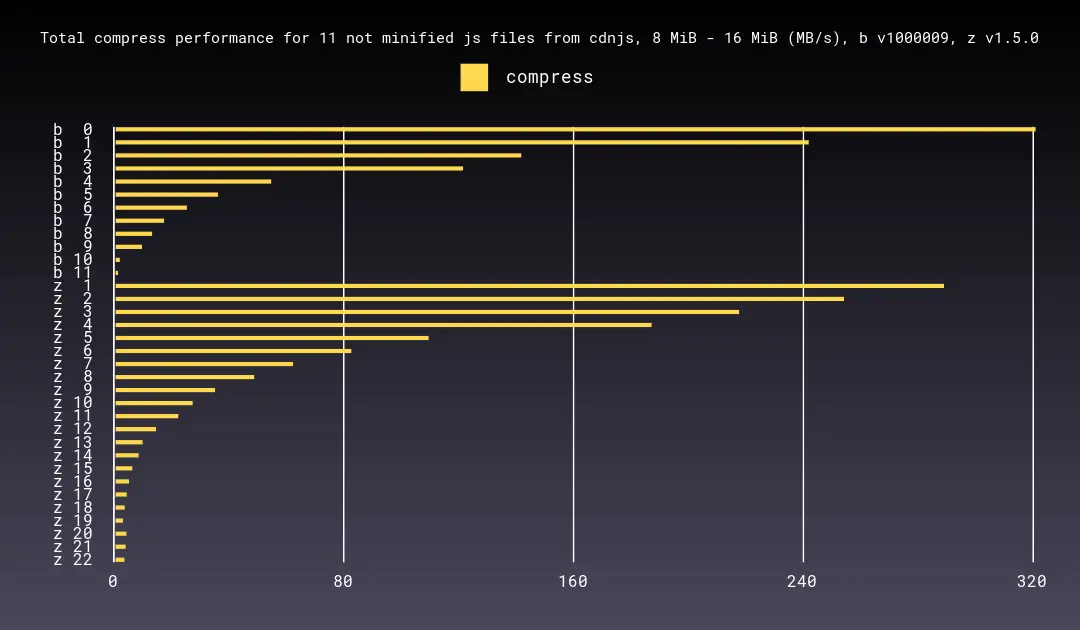 Total compress performance for 11 not minified js files from cdnjs, 8 MiB - 16 MiB (MB/s), b v1000009, z v1.5.0
compress
b 0
b 1
b 2
b 3
b 4
b 5
b 6
b 7
b 8
b 9
b 10
b 11
z 1
z 2
z 3
z 4
z 5
z 6
z 7
z 8
z 9
z 10
z 11
z 12
z 13
z 14
z 15
z 16
z 17
z 18
z 19
z 20
z 21
z 22
0 80 160 240 320